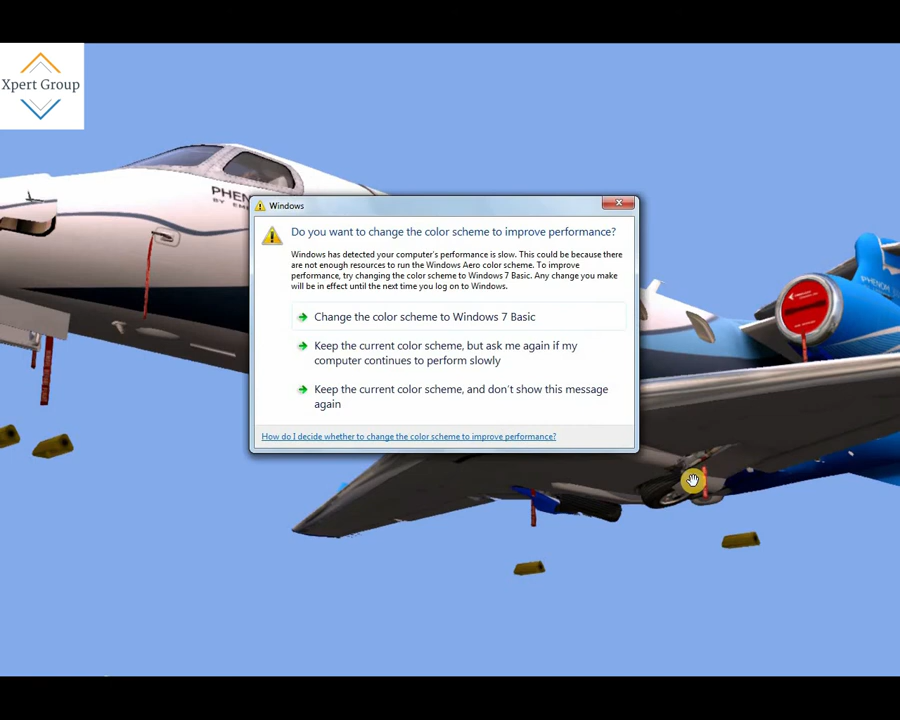 Xpert Group
PHEN
BY EM
Windows
Do you want to change the color scheme to improve performance?
Windows has detected your computer's performance is slow. This could be because there
are not enough resources to run the Windows Aero color scheme. To improve
performance, try changing the color scheme to Windows 7 Basic. Any change you make
will be in effect until the next time you log on to Windows.
Change the color scheme to Windows 7 Basic
Keep the current color scheme, but ask me again if my
computer continues to perform slowly
Keep the current color scheme, and don't show this message
again
How do I decide whether to change the color scheme to improve performance?
PHENOM